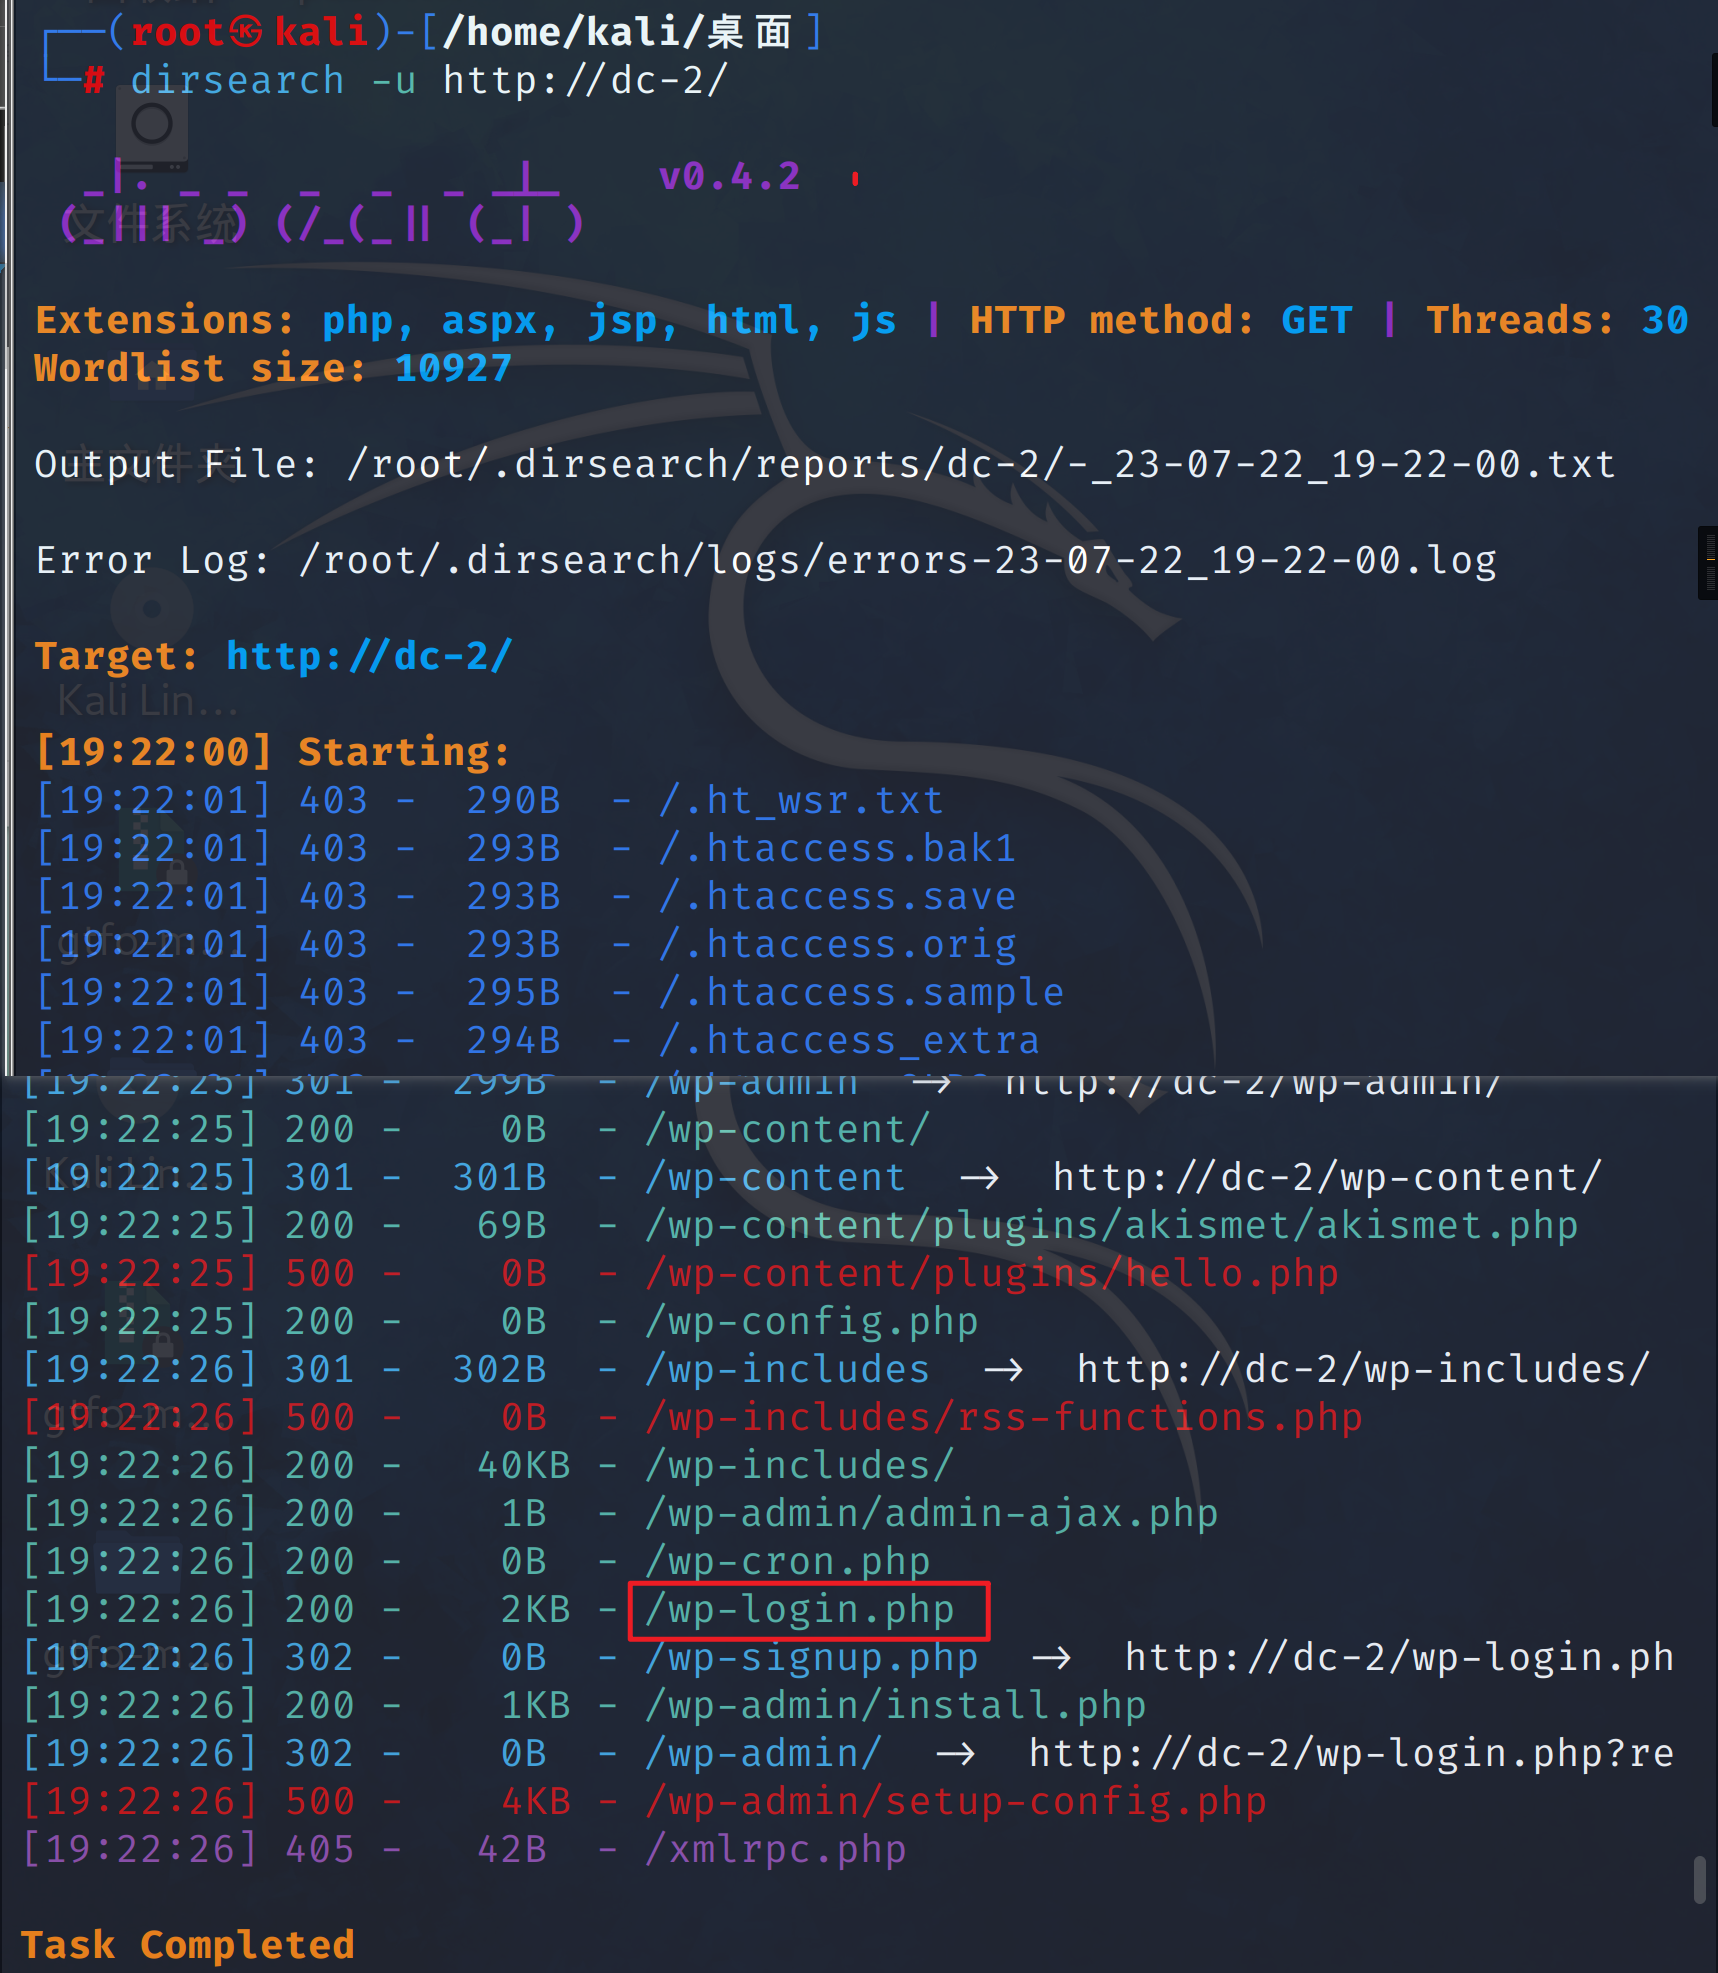 ┌──(root㉿kali)-[/home/kali/桌面]
└─# dirsearch -u http://dc-2/
_|. _ _  _  _  _ _|_    v0.4.2
(_||| _) (/_(_|| (_| )
文件系统
Extensions: php, aspx, jsp, html, js | HTTP method: GET | Threads: 30
Wordlist size: 10927
主文件夹
Output File: /root/.dirsearch/reports/dc-2/-_23-07-22_19-22-00.txt
Error Log: /root/.dirsearch/logs/errors-23-07-22_19-22-00.log
Target: http://dc-2/
Kali Lin...
[19:22:00] Starting:
[19:22:01] 403 -  290B  - /.ht_wsr.txt
[19:22:01] 403 -  293B  - /.htaccess.bak1
[19:22:01] 403 -  293B  - /.htaccess.save
[19:22:01] 403 -  293B  - /.htaccess.orig
[19:22:01] 403 -  295B  - /.htaccess.sample
[19:22:01] 403 -  294B  - /.htaccess_extra
[19:22:25] 301 -  299B  - /wp-admin  →  http://dc-2/wp-admin/
[19:22:25] 200 -    0B  - /wp-content/
[19:22:25] 301 -  301B  - /wp-content  →  http://dc-2/wp-content/
[19:22:25] 200 -   69B  - /wp-content/plugins/akismet/akismet.php
[19:22:25] 500 -    0B  - /wp-content/plugins/hello.php
[19:22:25] 200 -    0B  - /wp-config.php
[19:22:26] 301 -  302B  - /wp-includes  →  http://dc-2/wp-includes/
[19:22:26] 500 -    0B  - /wp-includes/rss-functions.php
[19:22:26] 200 -   40KB - /wp-includes/
[19:22:26] 200 -    1B  - /wp-admin/admin-ajax.php
[19:22:26] 200 -    0B  - /wp-cron.php
[19:22:26] 200 -    2KB - /wp-login.php
[19:22:26] 302 -    0B  - /wp-signup.php  →  http://dc-2/wp-login.ph
[19:22:26] 200 -    1KB - /wp-admin/install.php
[19:22:26] 302 -    0B  - /wp-admin/  →  http://dc-2/wp-login.php?re
[19:22:26] 500 -    4KB - /wp-admin/setup-config.php
[19:22:26] 405 -   42B  - /xmlrpc.php
Task Completed